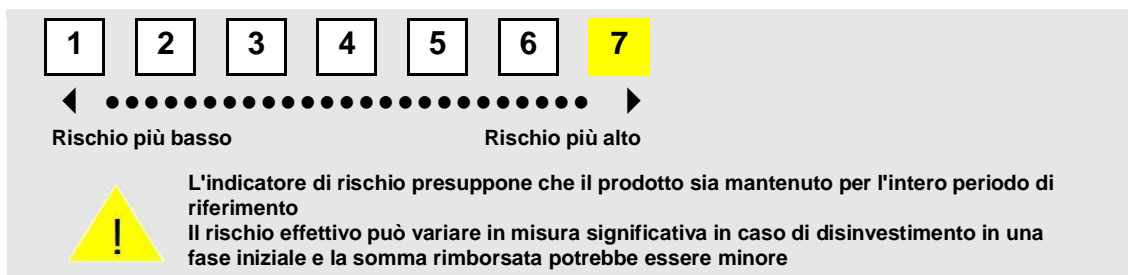 1 2 3 4 5 6 7
Rischio più basso Rischio più alto
L'indicatore di rischio presuppone che il prodotto sia mantenuto per l'intero periodo di
riferimento
Il rischio effettivo può variare in misura significativa in caso di disinvestimento in una
fase iniziale e la somma rimborsata potrebbe essere minore
!